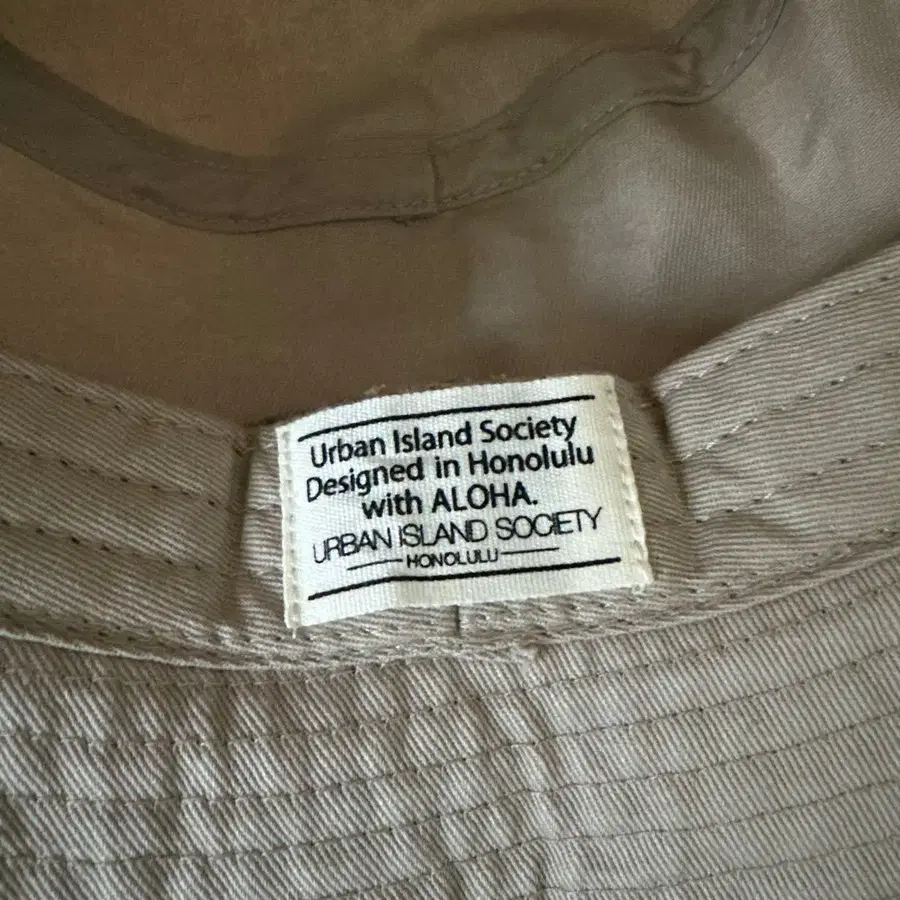 Urban Island Society
Designed in Honolulu
with ALOHA.
URBAN ISLAND SOCIETY
HONOLULU